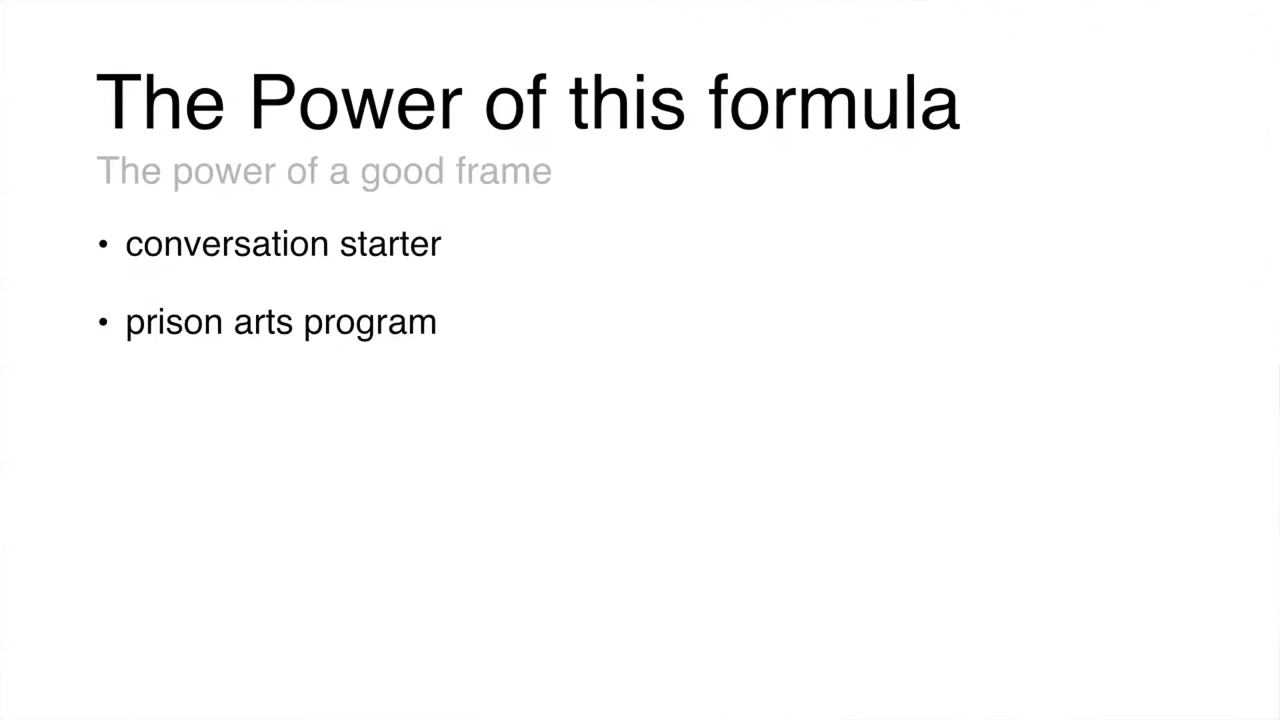 The Power of this formula
The power of a good frame
• conversation starter
• prison arts program